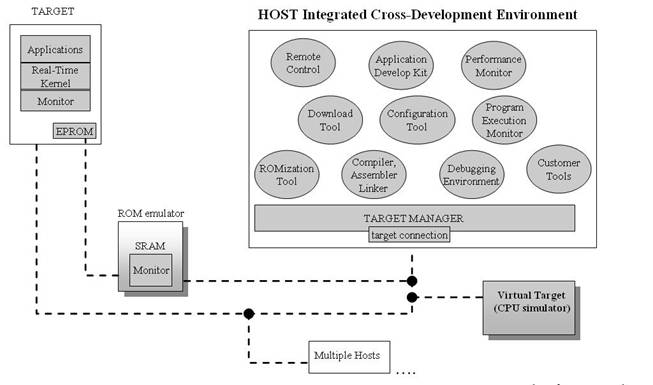 TARGET
Applications
Real-Time
Kernel
Monitor
EPROM
HOST Integrated Cross-Development Environment
Remote
Control
Application
Develop Kit
Performance
Monitor
Download
Tool
Configuration
Tool
Program
Execution
Monitor
ROMization
Tool
Compiler,
Assembler
Linker
Debugging
Environment
Customer
Tools
TARGET MANAGER
target connection
ROM emulator
SRAM
Monitor
Virtual Target
(CPU simulator)
Multiple Hosts
....